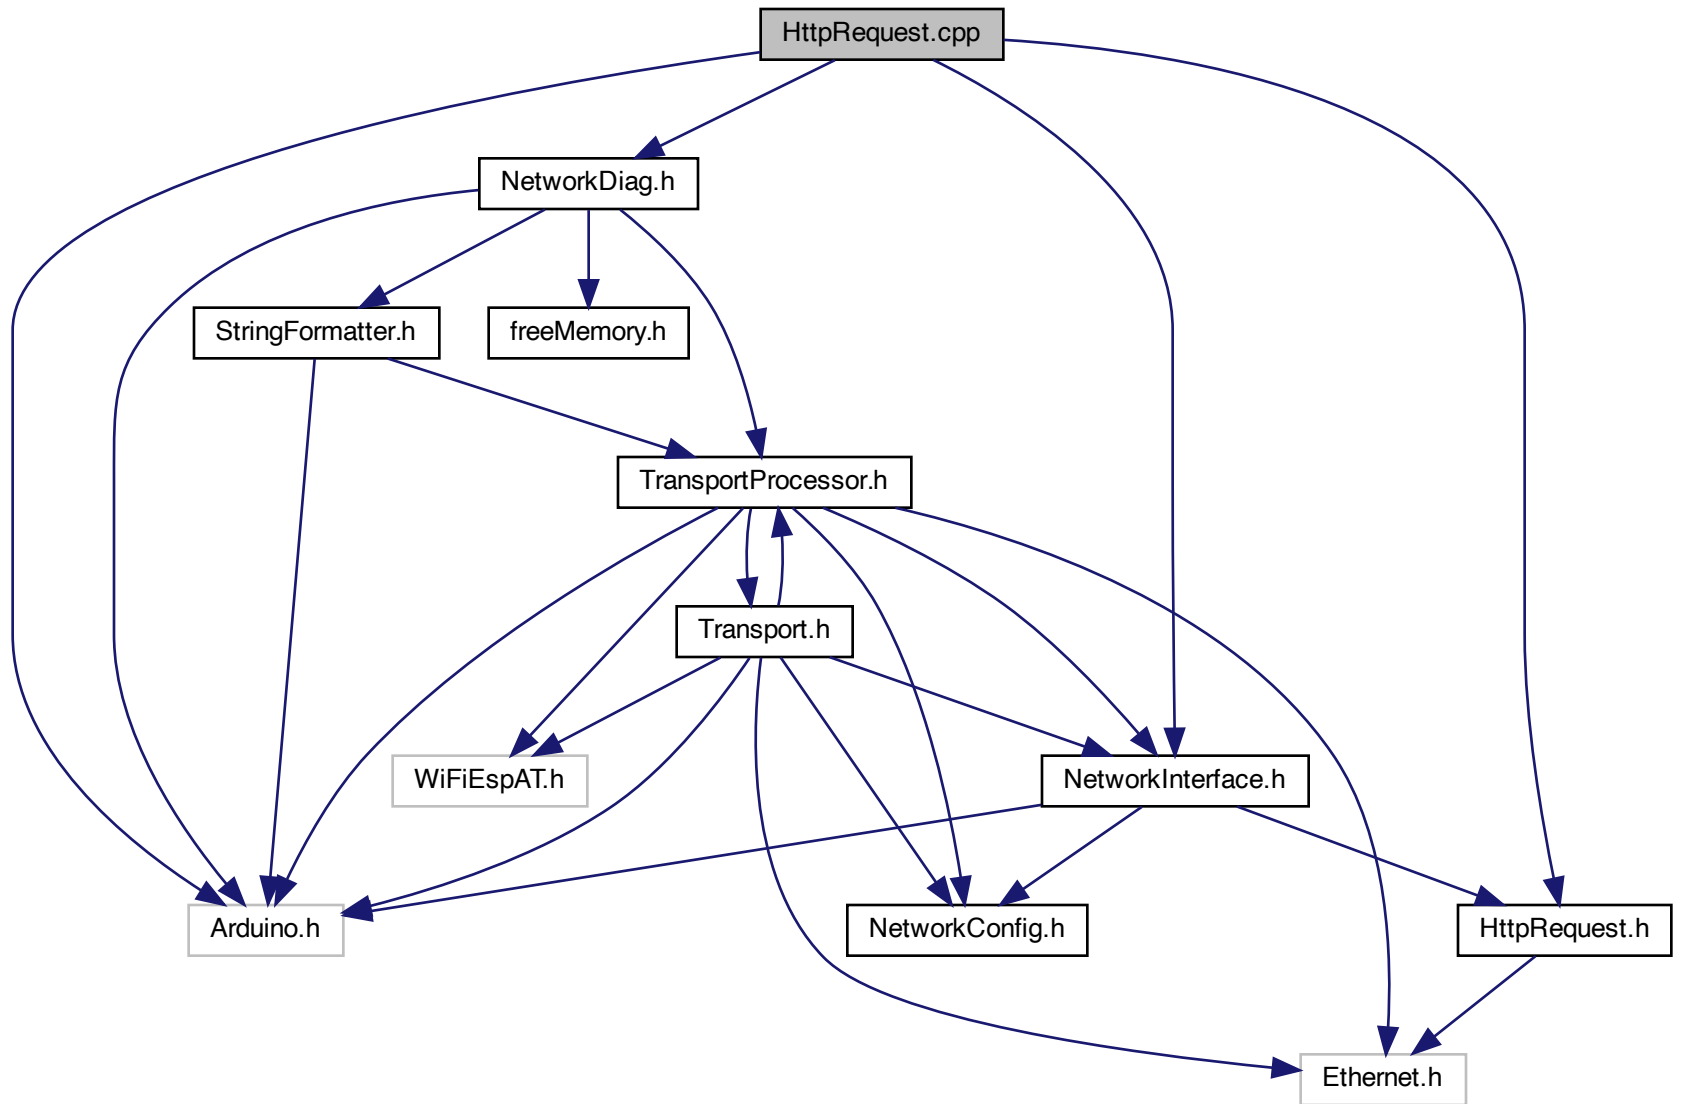 HttpRequest.cpp
NetworkDiag.h
StringFormatter.h
freeMemory.h
TransportProcessor.h
Transport.h
WiFiEspAT.h
NetworkInterface.h
Arduino.h
NetworkConfig.h
HttpRequest.h
Ethernet.h